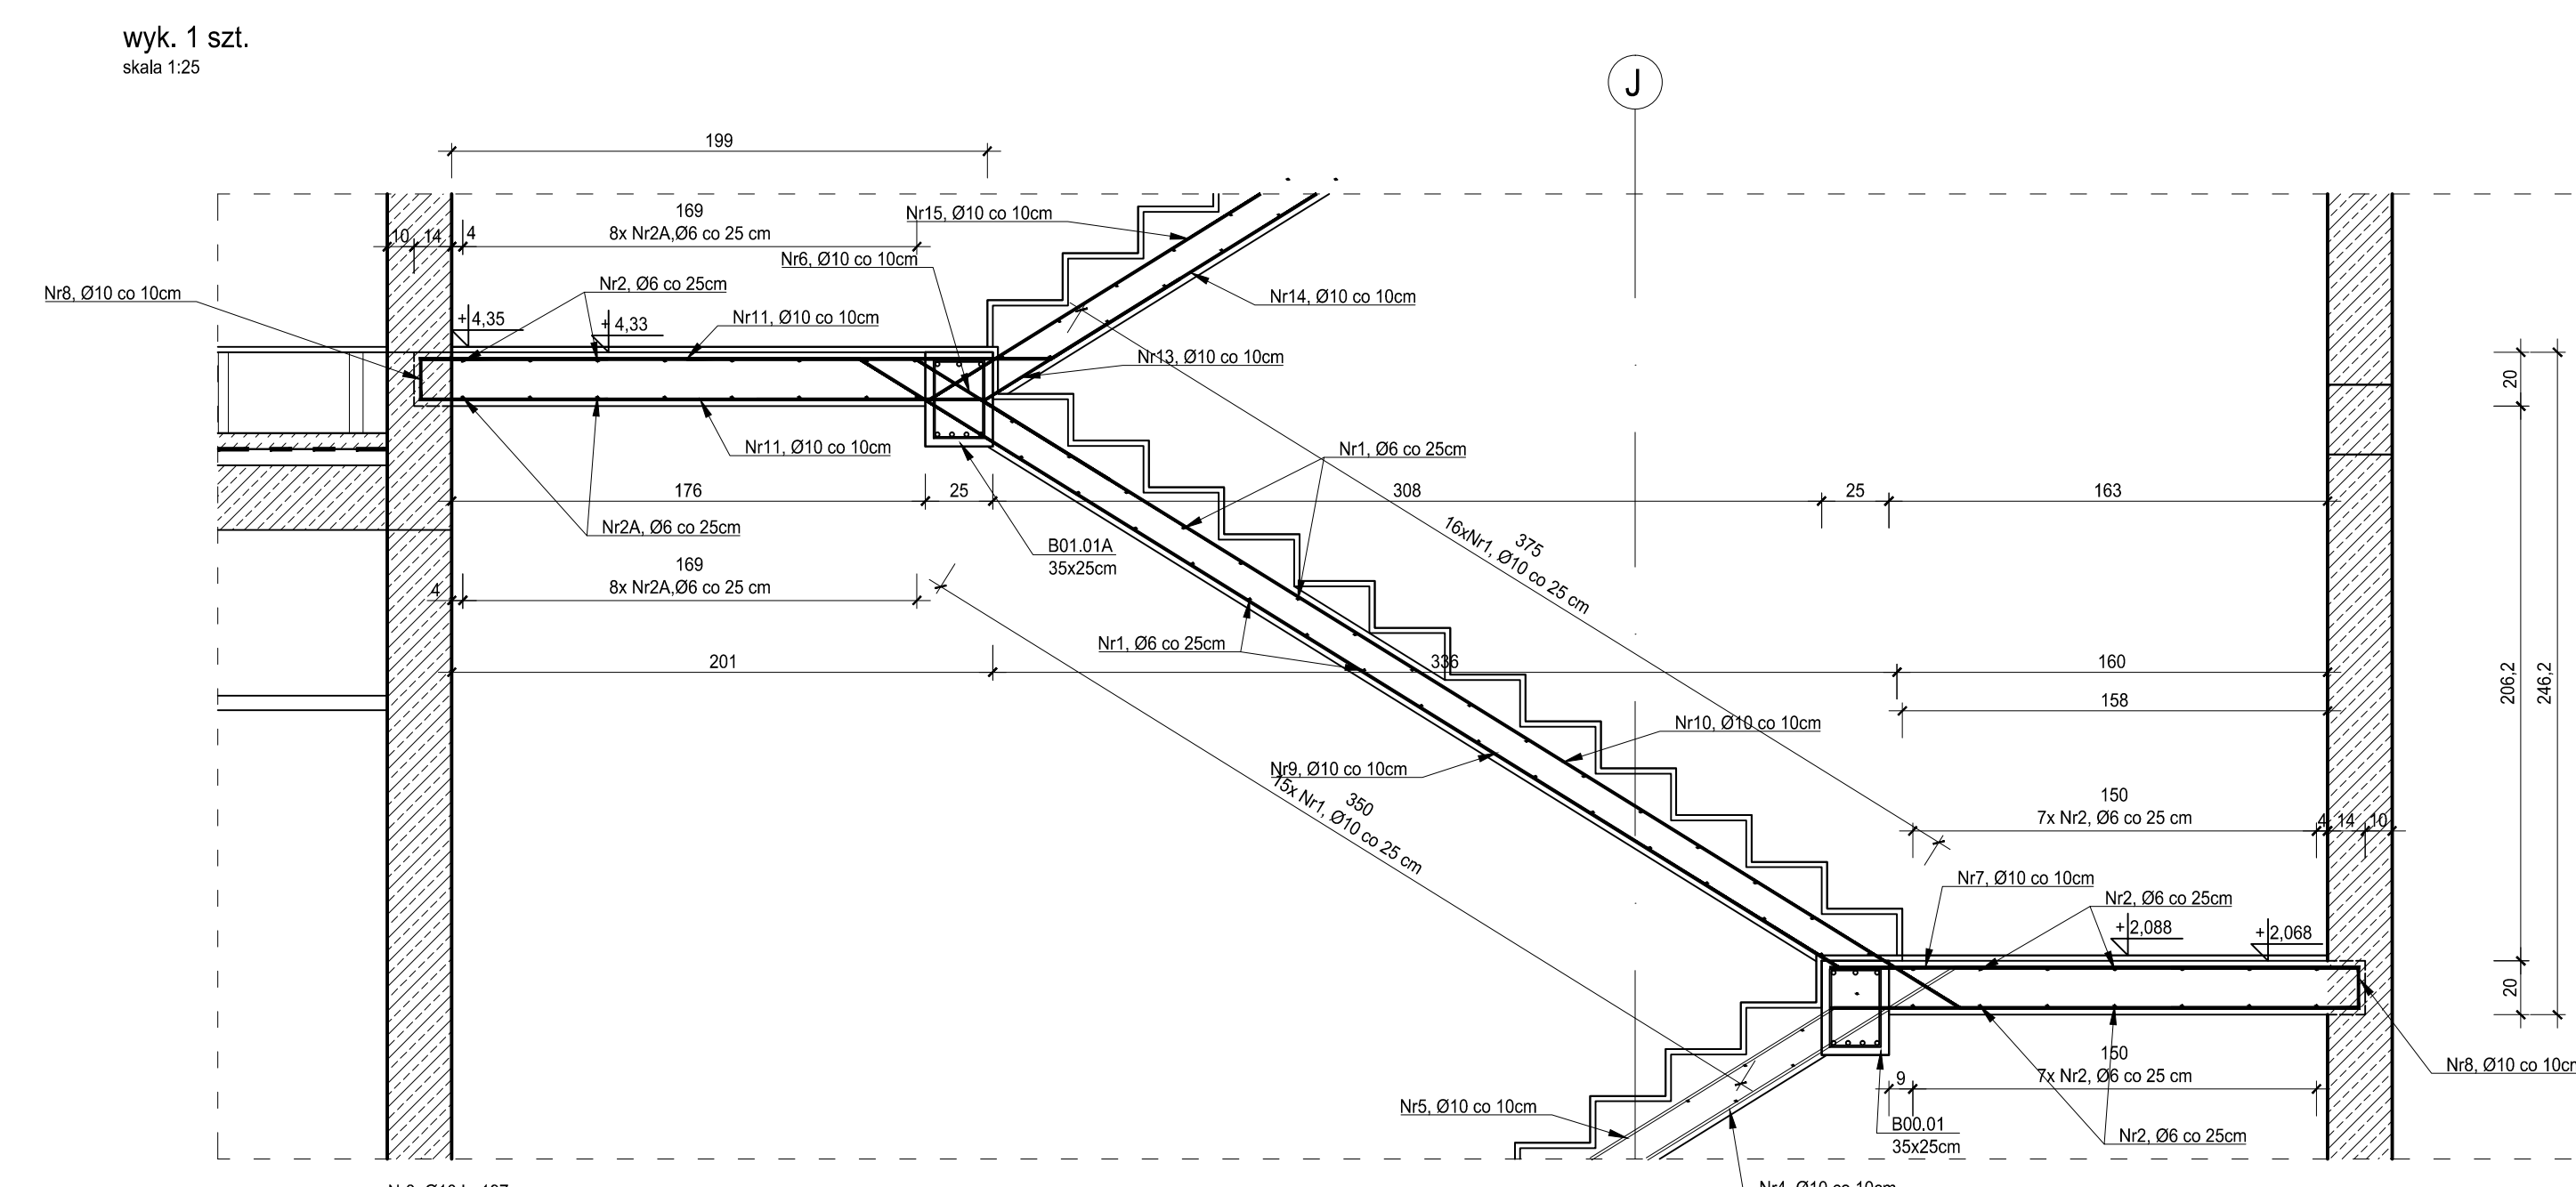 wyk. 1 szt.
skala 1:25
J
199
169
8x Nr2A,Ø6 co 25 cm
10
14
4
Nr15, Ø10 co 10cm
Nr6, Ø10 co 10cm
Nr8, Ø10 co 10cm
Nr2, Ø6 co 25cm
Nr14, Ø10 co 10cm
+4,35
+4,33
Nr11, Ø10 co 10cm
Nr13, Ø10 co 10cm
20
Nr11, Ø10 co 10cm
Nr1, Ø6 co 25cm
176
25
308
25
163
Nr2A, Ø6 co 25cm
B01.01A
35x25cm
375
16xNr1, Ø10 co 25 cm
169
8x Nr2A,Ø6 co 25 cm
4
Nr1, Ø6 co 25cm
201
336
160
158
206,2
246,2
Nr10, Ø10 co 10cm
Nr9, Ø10 co 10cm
350
15x Nr1, Ø10 co 25 cm
150
7x Nr2, Ø6 co 25 cm
4
14
10
Nr7, Ø10 co 10cm
Nr2, Ø6 co 25cm
+2,088
+2,068
20
150
7x Nr2, Ø6 co 25 cm
9
Nr8, Ø10 co 10cm
Nr5, Ø10 co 10cm
B00.01
35x25cm
Nr2, Ø6 co 25cm
Nr4, Ø10 co 10cm